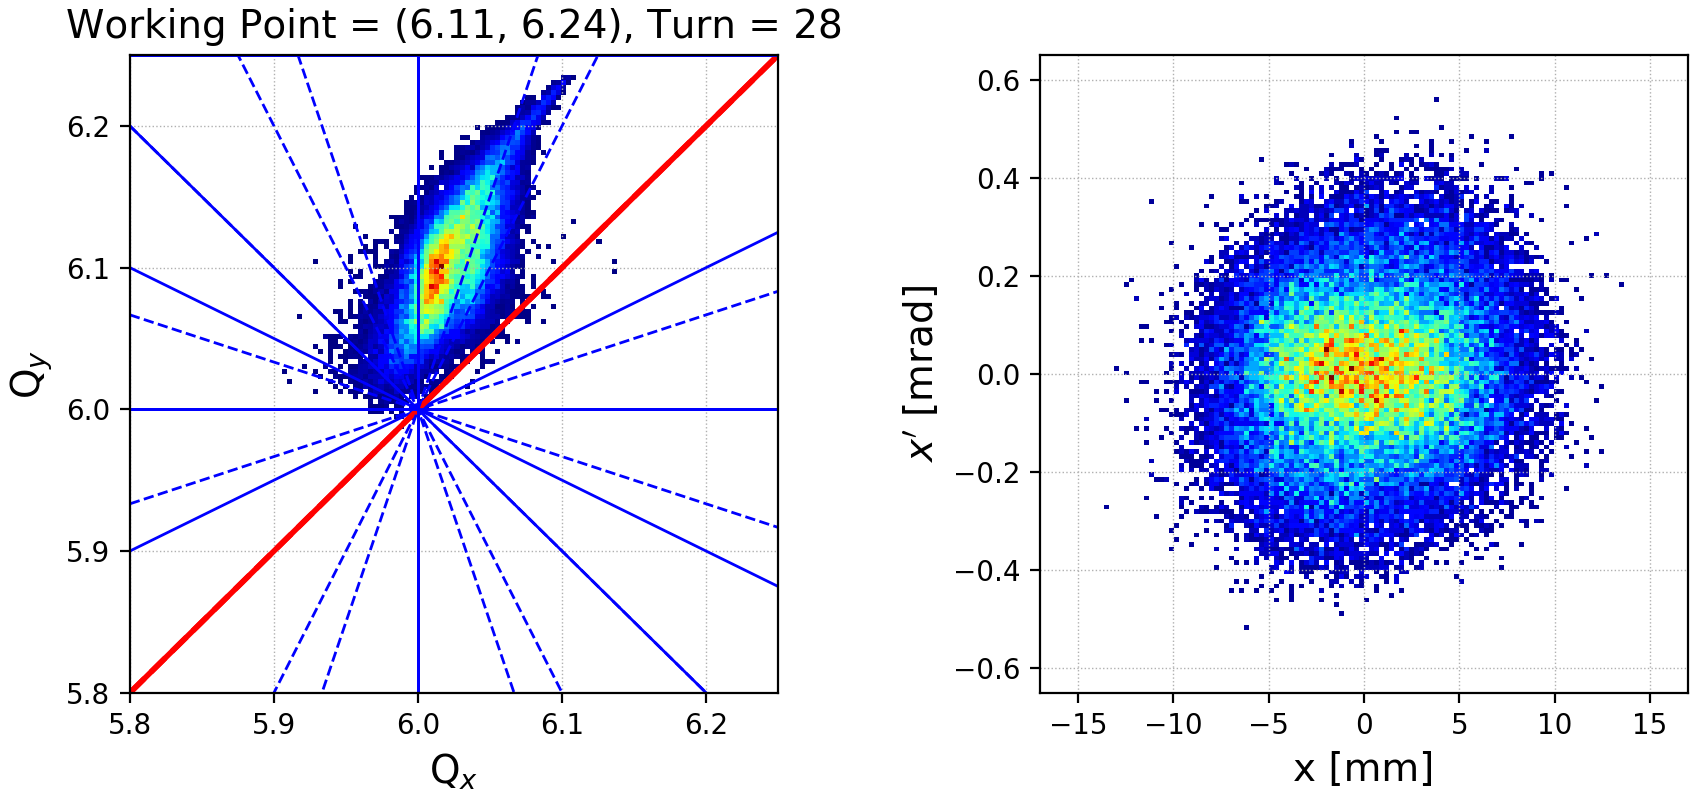 Working Point = (6.11, 6.24), Turn = 28
6.2
6.1
6.0
5.9
5.8
5.8 5.9 6.0 6.1 6.2
Qy
Qx
0.6
0.4
0.2
0.0
−0.2
−0.4
−0.6
−15 −10 −5 0 5 10 15
x′ [mrad]
x [mm]